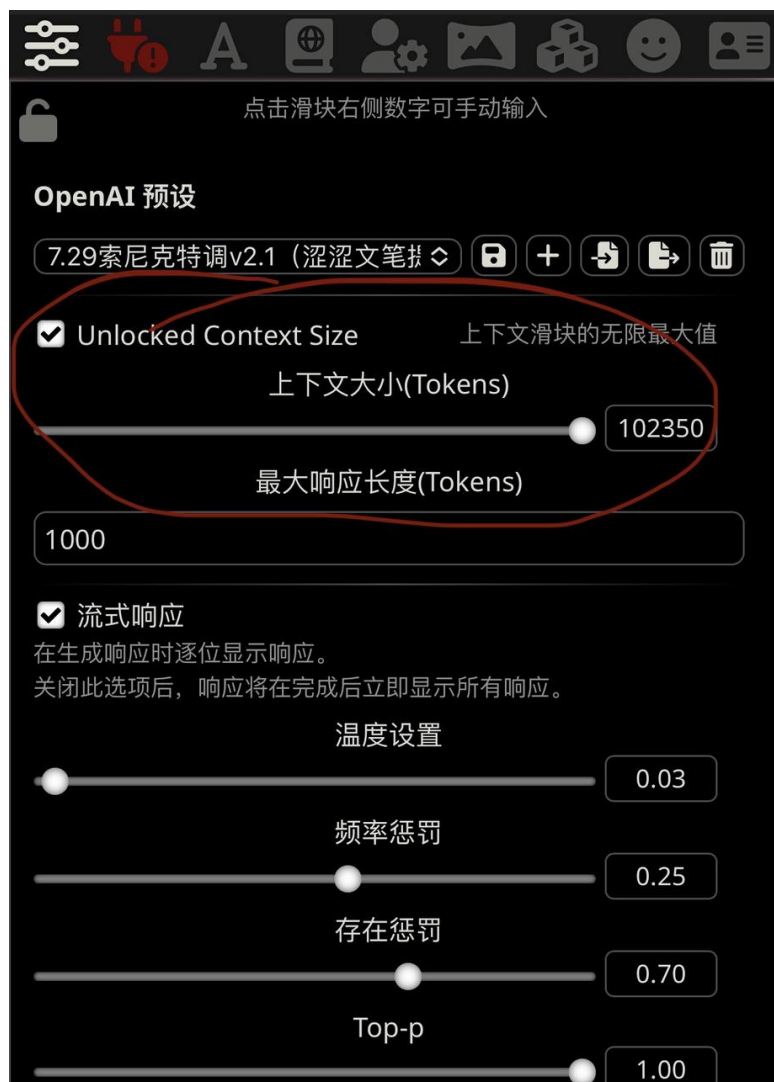 点击滑块右侧数字可手动输入
OpenAI 预设
7.29索尼克特调v2.1（涩涩文笔
Unlocked Context Size 上下文滑块的无限最大值
上下文大小(Tokens)
102350
最大响应长度(Tokens)
1000
流式响应
在生成响应时逐位显示响应。
关闭此选项后，响应将在完成后立即显示所有响应。
温度设置
0.03
频率惩罚
0.25
存在惩罚
0.70
Top-p
1.00